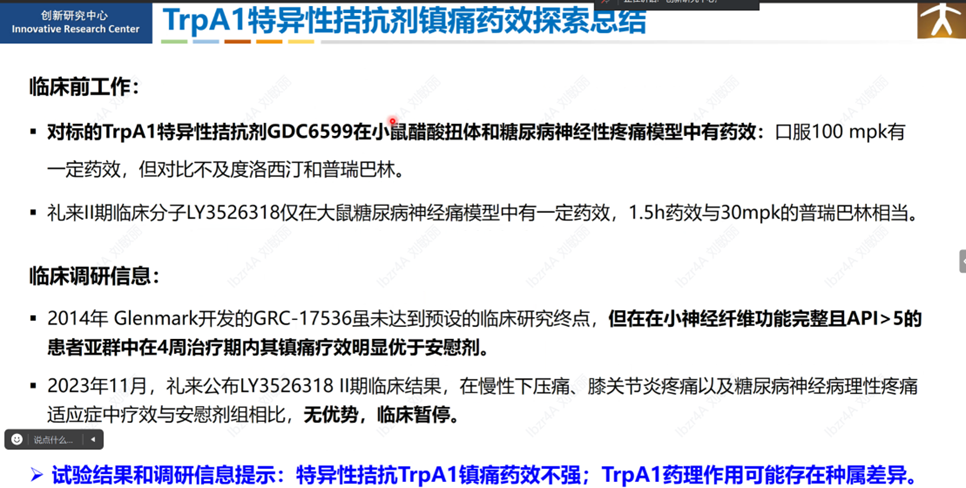 创新研究中心
Innovative Research Center
TrpA1特异性拮抗剂镇痛药效探索总结
临床前工作：
▪ 对标的TrpA1特异性拮抗剂GDC6599在小鼠醋酸扭体和糖尿病神经性疼痛模型中有药效：口服100 mpk有
一定药效，但对比不及度洛西汀和普瑞巴林。
▪ 礼来II期临床分子LY3526318仅在大鼠糖尿病神经痛模型中有一定药效，1.5h药效与30mpk的普瑞巴林相当。
临床调研信息：
▪ 2014年 Glenmark开发的GRC-17536虽未达到预设的临床研究终点，但在在小神经纤维功能完整且API>5的
患者亚群中在4周治疗期内其镇痛疗效明显优于安慰剂。
▪ 2023年11月，礼来公布LY3526318 II期临床结果，在慢性下压痛、膝关节炎疼痛以及糖尿病神经病理性疼痛
适应症中疗效与安慰剂组相比，无优势，临床暂停。
说点什么...
➢ 试验结果和调研信息提示：特异性拮抗TrpA1镇痛药效不强；TrpA1药理作用可能存在种属差异。